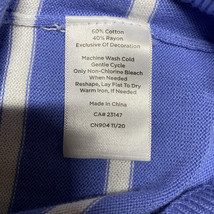 60% Cotton
40% Rayon
Exclusive Of Decoration
Machine Wash Cold
Gentle Cycle
Only Non-Chlorine Bleach
When Needed
Reshape, Lay Flat To Dry
Warm Iron, If Needed
Made In China
CA# 23147
CN904 11/20